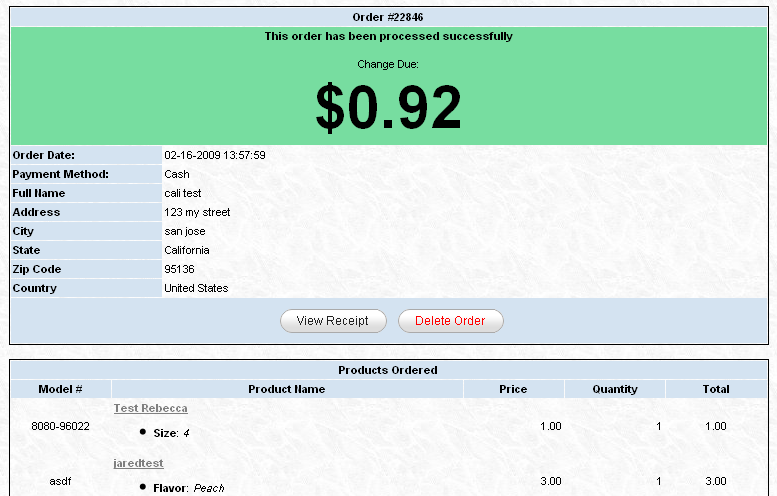 Order #22846
This order has been processed successfully
Change Due:
$0.92
Order Date: 02-16-2009 13:57:59
Payment Method: Cash
Full Name cali test
Address 123 my street
City san jose
State California
Zip Code 95136
Country United States
View Receipt Delete Order
Products Ordered
Model # Product Name Price Quantity Total
Test Rebecca
8080-96022 1.00 1 1.00
Size: 4
jaredtest
asdf 3.00 1 3.00
Flavor: Peach